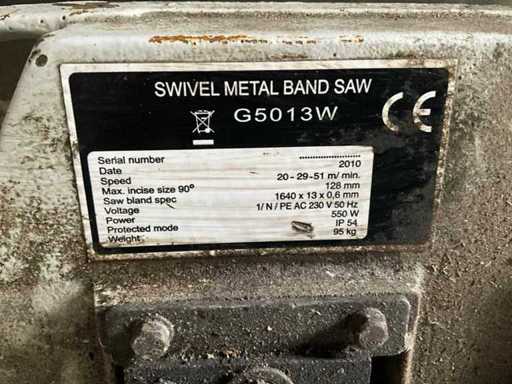 SWIVEL METAL BAND SAW
G5013W
CE
Serial number ......................
Date 2010
Speed 20 - 29 - 51 m/ min.
Max. incise size 90° 128 mm
Saw bland spec 1640 x 13 x 0,6 mm
Voltage 1/ N / PE AC 230 V 50 Hz
Power 550 W
Protected mode IP 54
Weight 95 kg